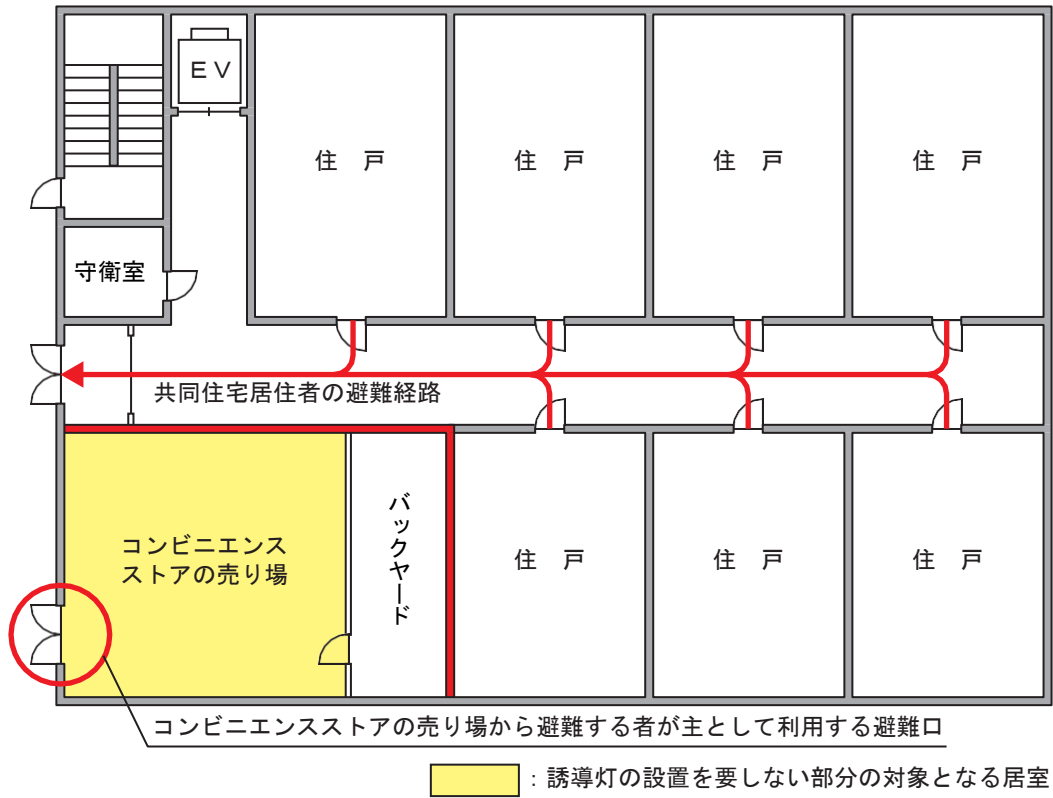 ＥＶ
住　戸
住　戸
住　戸
住　戸
守衛室
共同住宅居住者の避難経路
コンビニエンス
ストアの売り場
バックヤード
住　戸
住　戸
住　戸
コンビニエンスストアの売り場から避難する者が主として利用する避難口
：誘導灯の設置を要しない部分の対象となる居室